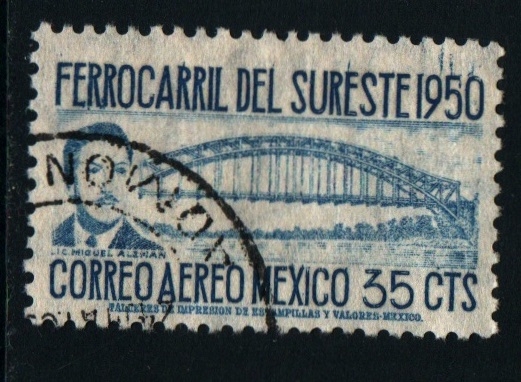 FERROCARRIL DEL SURESTE 1950
LIC. MIGUEL ALEMAN
CORREO AEREO MEXICO 35 CTS
TALLERES DE IMPRESION DE ESTAMPILLAS Y VALORES-MEXICO.